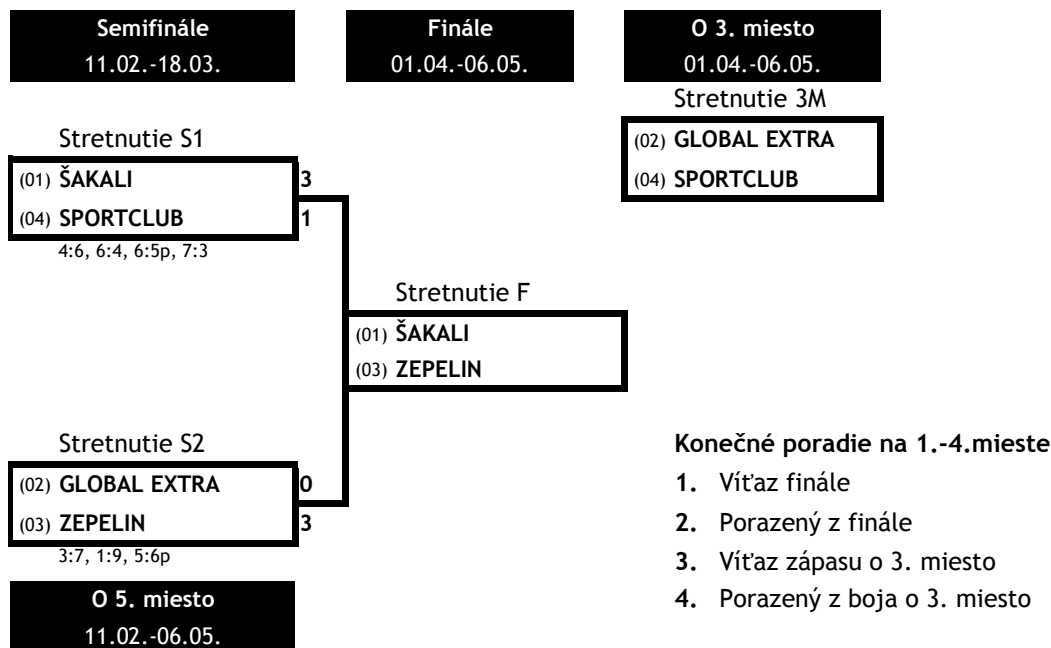 Semifinále
11.02.-18.03.
Finále
01.04.-06.05.
O 3. miesto
01.04.-06.05.
Stretnutie 3M
(02) GLOBAL EXTRA
(04) SPORTCLUB
Stretnutie S1
(01) ŠAKALI 3
(04) SPORTCLUB 1
4:6, 6:4, 6:5p, 7:3
Stretnutie F
(01) ŠAKALI
(03) ZEPELIN
Stretnutie S2
(02) GLOBAL EXTRA 0
(03) ZEPELIN 3
3:7, 1:9, 5:6p
Konečné poradie na 1.-4.mieste
1. Víťaz finále
2. Porazený z finále
3. Víťaz zápasu o 3. miesto
4. Porazený z boja o 3. miesto
O 5. miesto
11.02.-06.05.